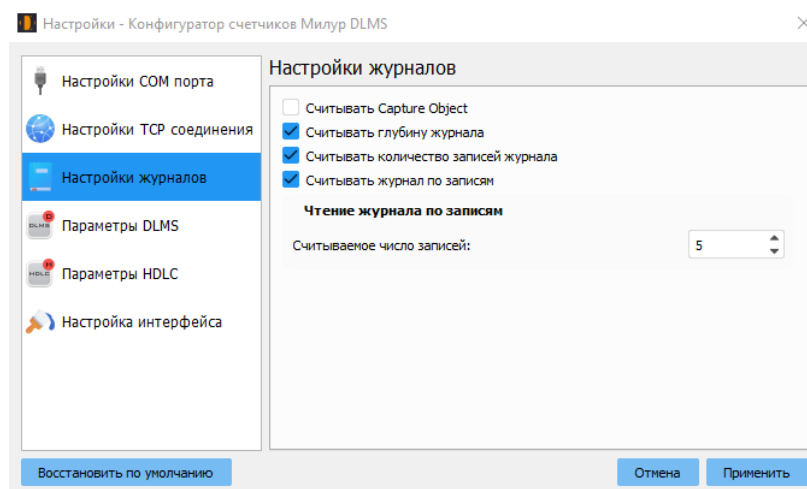 Настройки - Конфигуратор счетчиков Милур DLMS
Настройки COM порта
Настройки TCP соединения
Настройки журналов
Параметры DLMS
Параметры HDLC
Настройка интерфейса
Восстановить по умолчанию
Настройки журналов
Считывать Capture Object
Считывать глубину журнала
Считывать количество записей журнала
Считывать журнал по записям
Чтение журнала по записям
Считываемое число записей: 5
Отмена
Применить